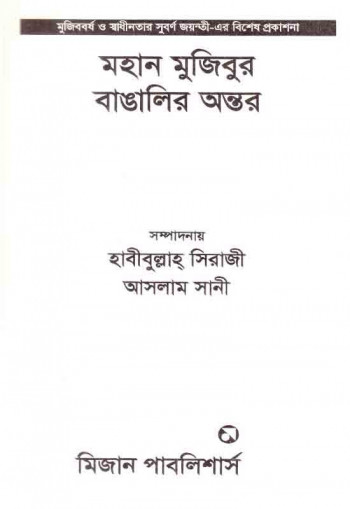 মুজিববর্ষ ও স্বাধীনতার সুবর্ণ জয়ন্তী-এর বিশেষ প্রকাশনা
মহান মুজিবুর
বাঙালির অন্তর
সম্পাদনায়
হাবীবুল্লাহ্ সিরাজী
আসলাম সানী
মিজান পাবলিশার্স